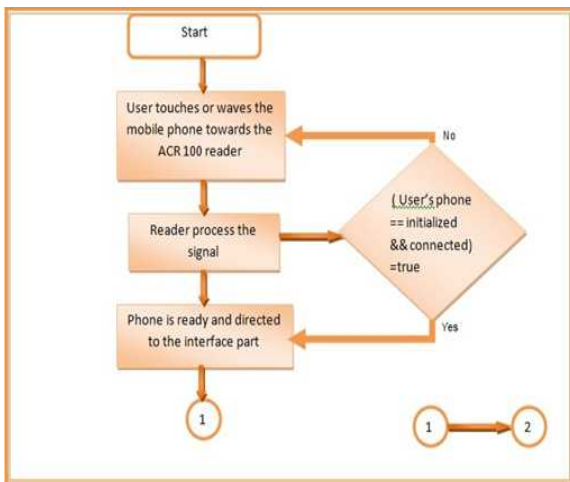 Start
User touches or waves the
mobile phone towards the
ACR 100 reader
No
( User's phone
== initialized
&& connected)
=true
Reader process the
signal
Phone is ready and directed
to the interface part
Yes
1
1
2